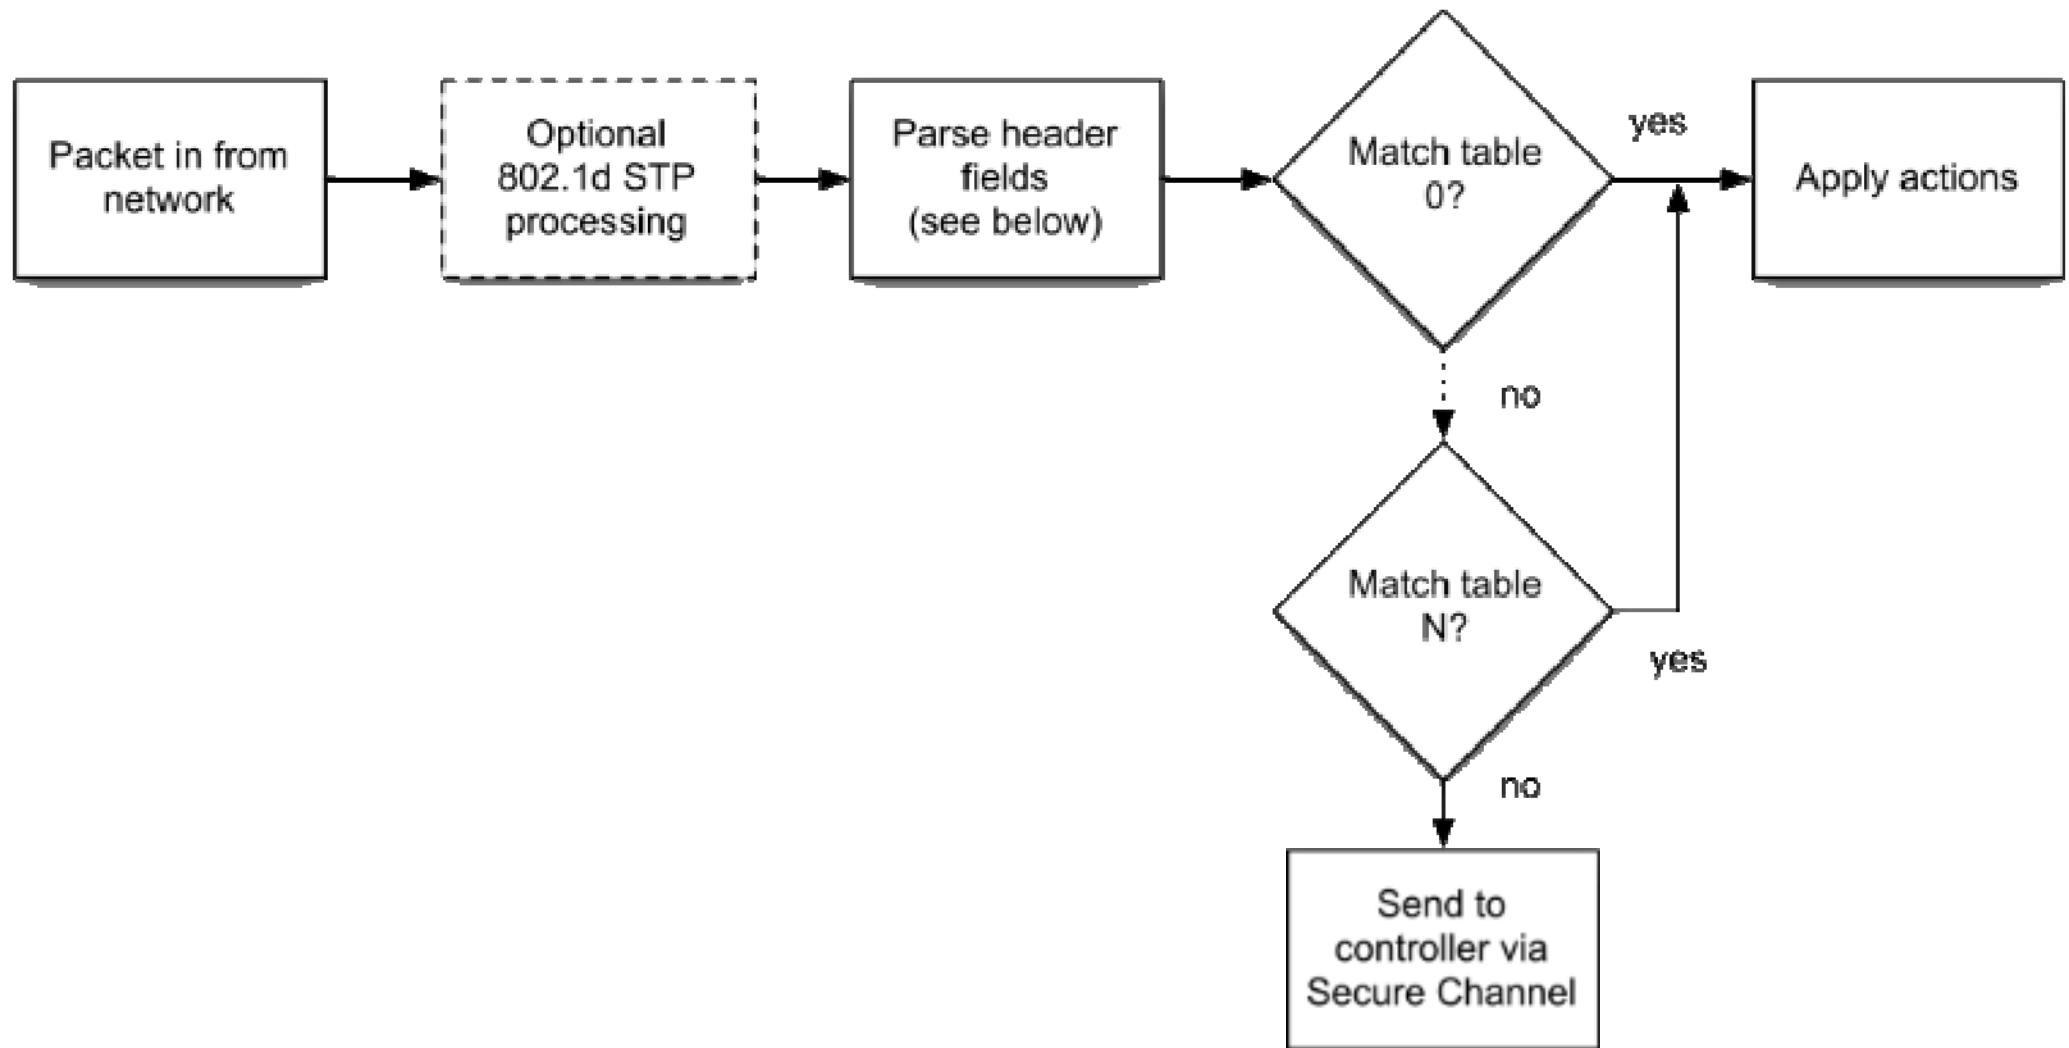 Packet in from
network
Optional
802.1d STP
processing
Parse header
fields
(see below)
Match table
0?
yes
Apply actions
no
Match table
N?
yes
no
Send to
controller via
Secure Channel